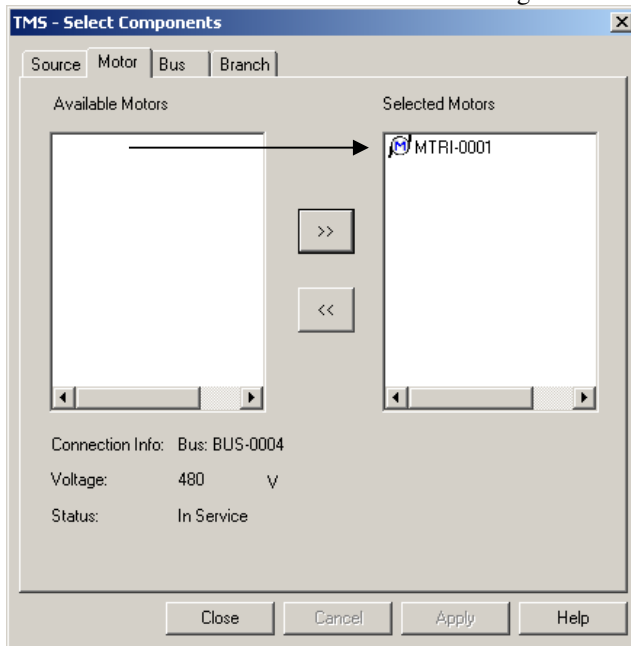 TMS - Select Components
Source Motor Bus Branch
Available Motors Selected Motors
M MTRI-0001
>>
<<
Connection Info: Bus: BUS-0004
Voltage: 480 V
Status: In Service
Close Cancel Apply Help